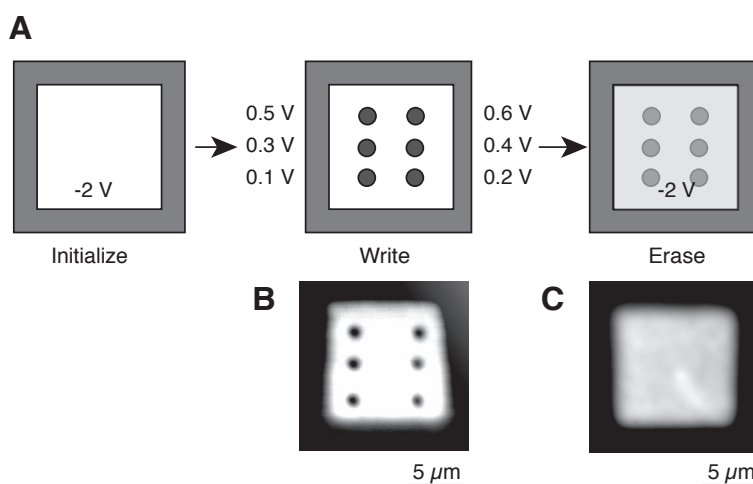 A
0.5 V
0.3 V
0.1 V
0.6 V
0.4 V
0.2 V
-2 V
-2 V
Initialize
Write
Erase
B
C
5 µm
5 µm